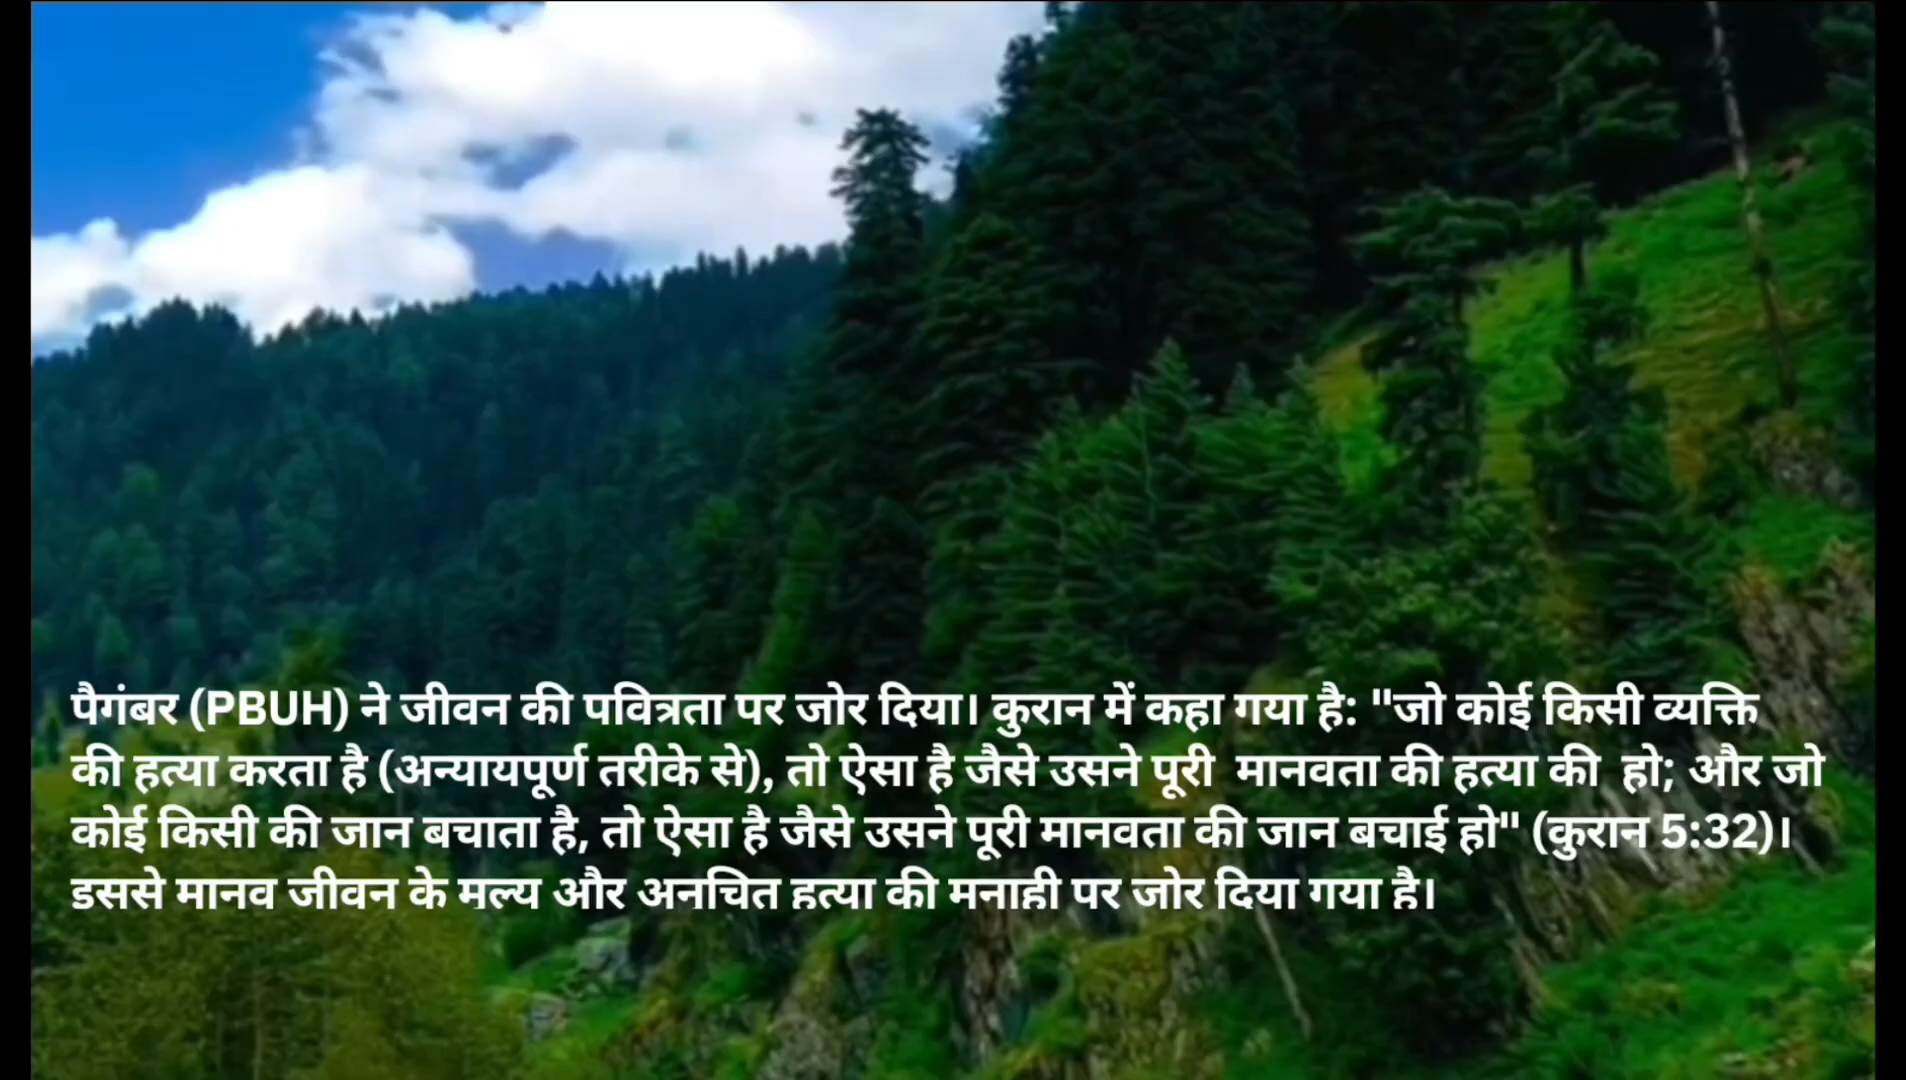 पैगंबर (PBUH) ने जीवन की पवित्रता पर जोर दिया। कुरान में कहा गया है: "जो कोई किसी व्यक्ति
की हत्या करता है (अन्यायपूर्ण तरीके से), तो ऐसा है जैसे उसने पूरी मानवता की हत्या की हो; और जो
कोई किसी की जान बचाता है, तो ऐसा है जैसे उसने पूरी मानवता की जान बचाई हो" (कुरान 5:32)।
इससे मानव जीवन के मूल्य और अनुचित हत्या की मनाही पर जोर दिया गया है।